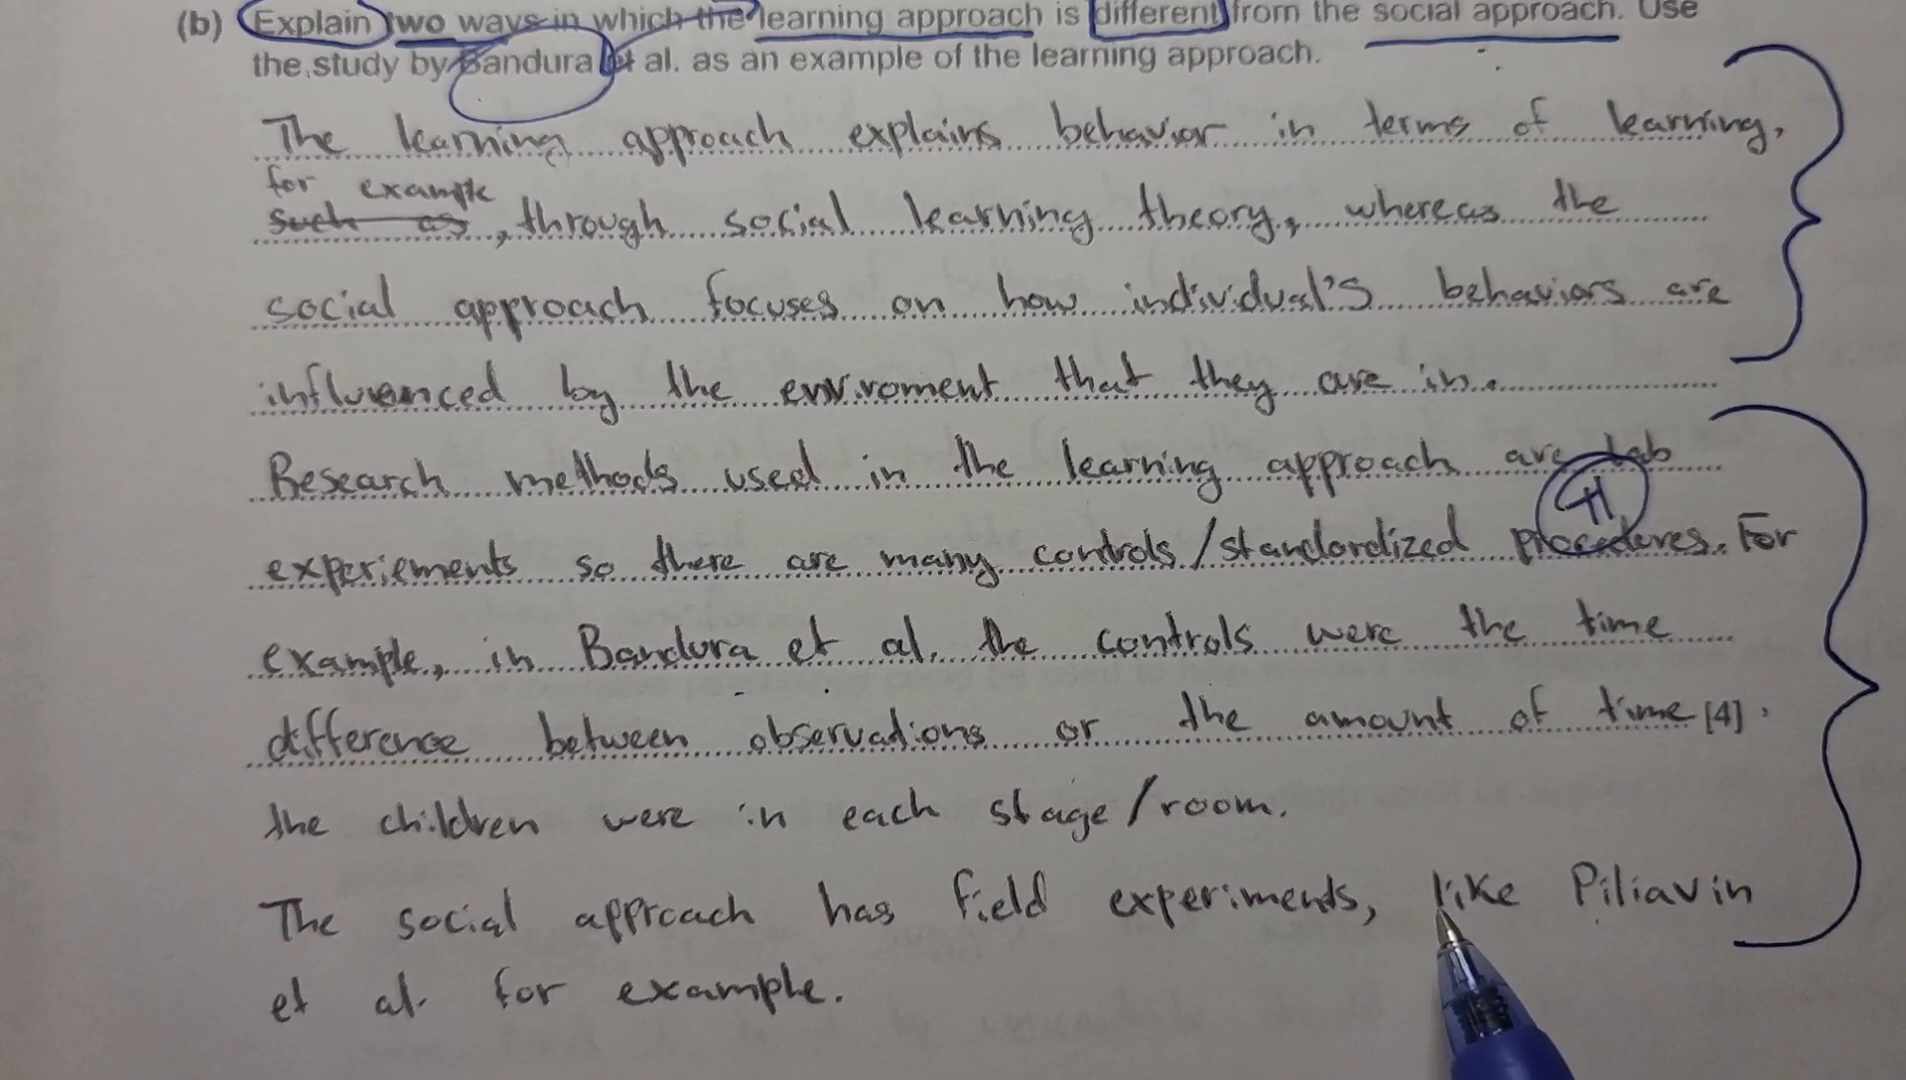 (b) Explain two ways in which the learning approach is different from the social approach. Use
the study by Bandura et al. as an example of the learning approach.
The learning approach explains behavior in terms of learning,
for example
such as, through social learning theory, whereas the
social approach focuses on how individual's behaviors are
influenced by the enviroment that they are in.
Research methods used in the learning approach are lab
experiements so there are many controls/standardized procedures. For
example, in Bandura et al. the controls were the time
difference between observations or the amount of time [4]
the children were in each stage/room.
The social approach has field experiments, like Piliavin
et al. for example.